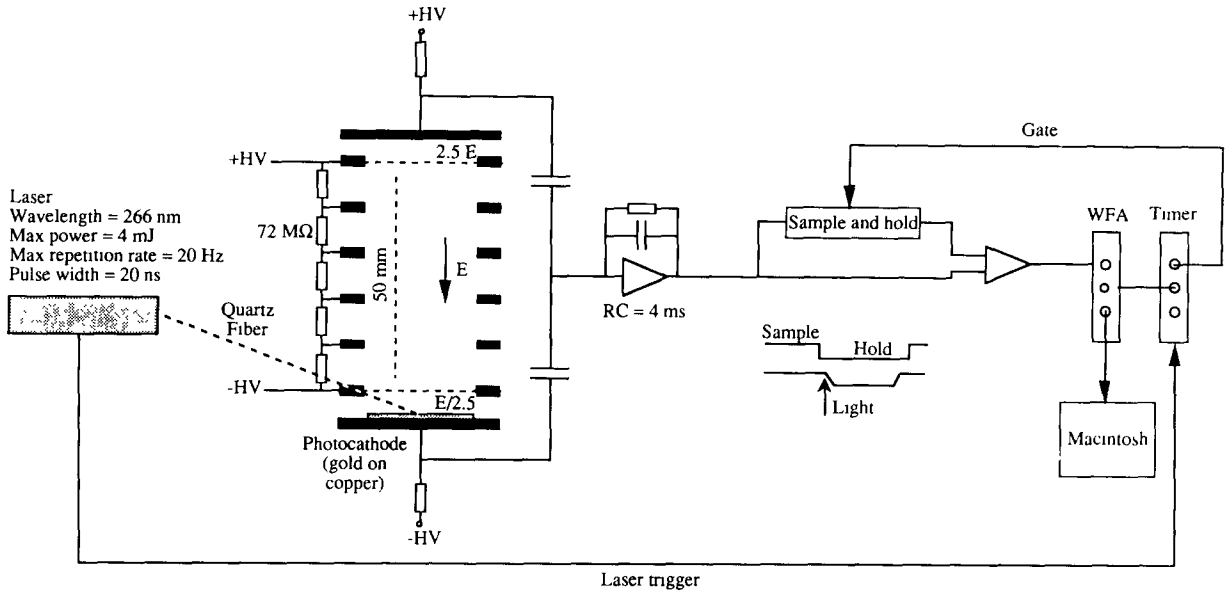 +HV
2.5 E
+HV
Gate
Laser
Wavelength = 266 nm
Max power = 4 mJ
Max repetition rate = 20 Hz
Pulse width = 20 ns
72 MΩ
50 mm
E
Sample and hold
WFA
Timer
Quartz
Fiber
RC = 4 ms
Sample
Hold
-HV
E/2.5
Light
Photocathode
(gold on
copper)
Macintosh
-HV
Laser trigger